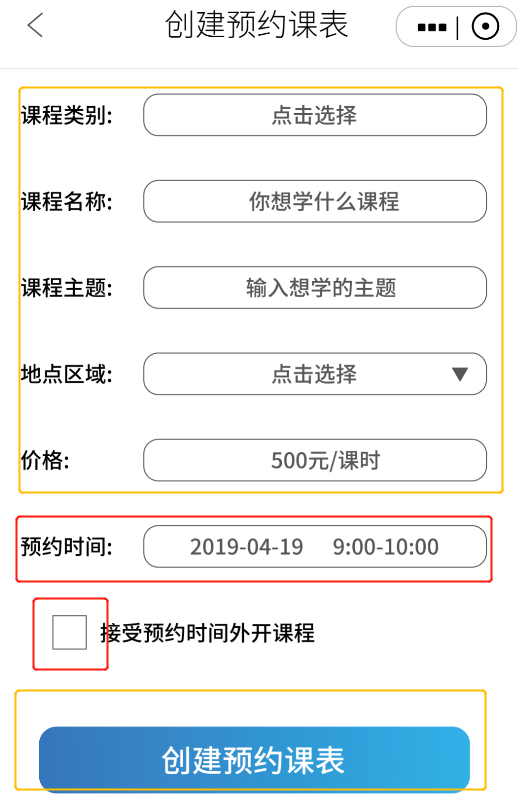 创建预约课表
课程类别: 点击选择
课程名称: 你想学什么课程
课程主题: 输入想学的主题
地点区域: 点击选择
价格: 500元/课时
预约时间: 2019-04-19 9:00-10:00
接受预约时间外开课程
创建预约课表